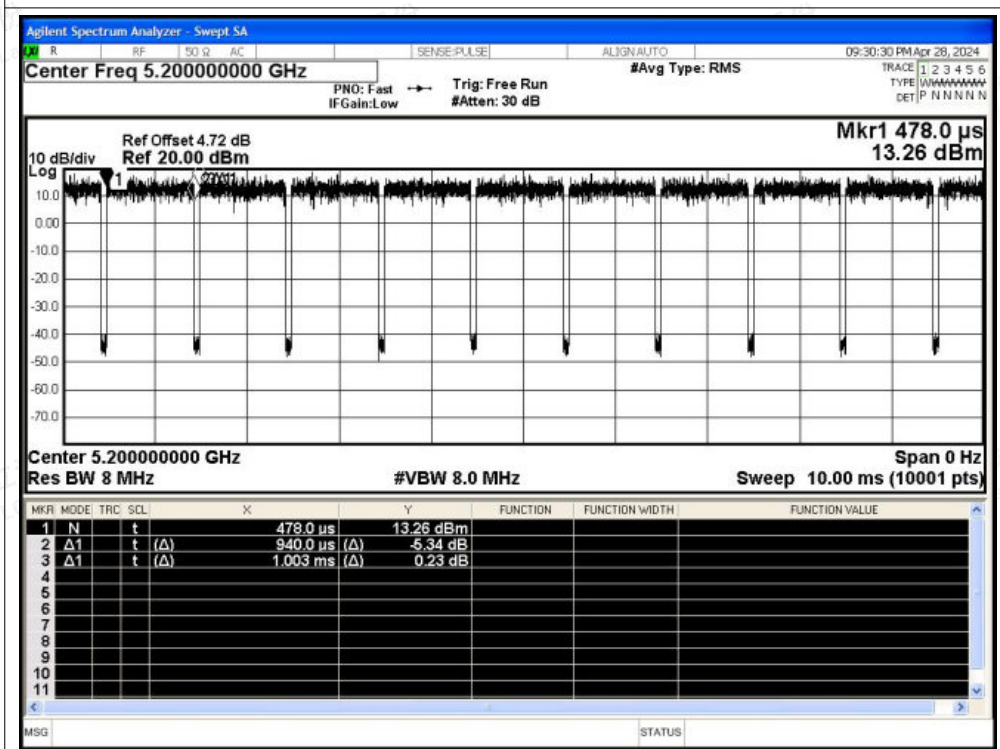 Agilent Spectrum Analyzer - Swept SA
R RF 50 Ω AC SENSE:PULSE ALIGN AUTO 09:30:30 PM Apr 28, 2024
Center Freq 5.200000000 GHz #Avg Type: RMS TRACE 1 2 3 4 5 6
PNO: Fast Trig: Free Run TYPE
IFGain:Low #Atten: 30 dB DET P N N N N N
Mkr1 478.0 µs
Ref Offset 4.72 dB
10 dB/div Ref 20.00 dBm 13.26 dBm
Log
1
10.0
0.00
-10.0
-20.0
-30.0
-40.0
-50.0
-60.0
-70.0
Center 5.200000000 GHz Span 0 Hz
Res BW 8 MHz #VBW 8.0 MHz Sweep 10.00 ms (10001 pts)
MKR MODE TRC SCL X Y FUNCTION FUNCTION WIDTH FUNCTION VALUE
1 N t 478.0 µs 13.26 dBm
2 Δ1 t (Δ) 940.0 µs (Δ) -5.34 dB
3 Δ1 t (Δ) 1.003 ms (Δ) 0.23 dB
4
5
6
7
8
9
10
11
MSG STATUS